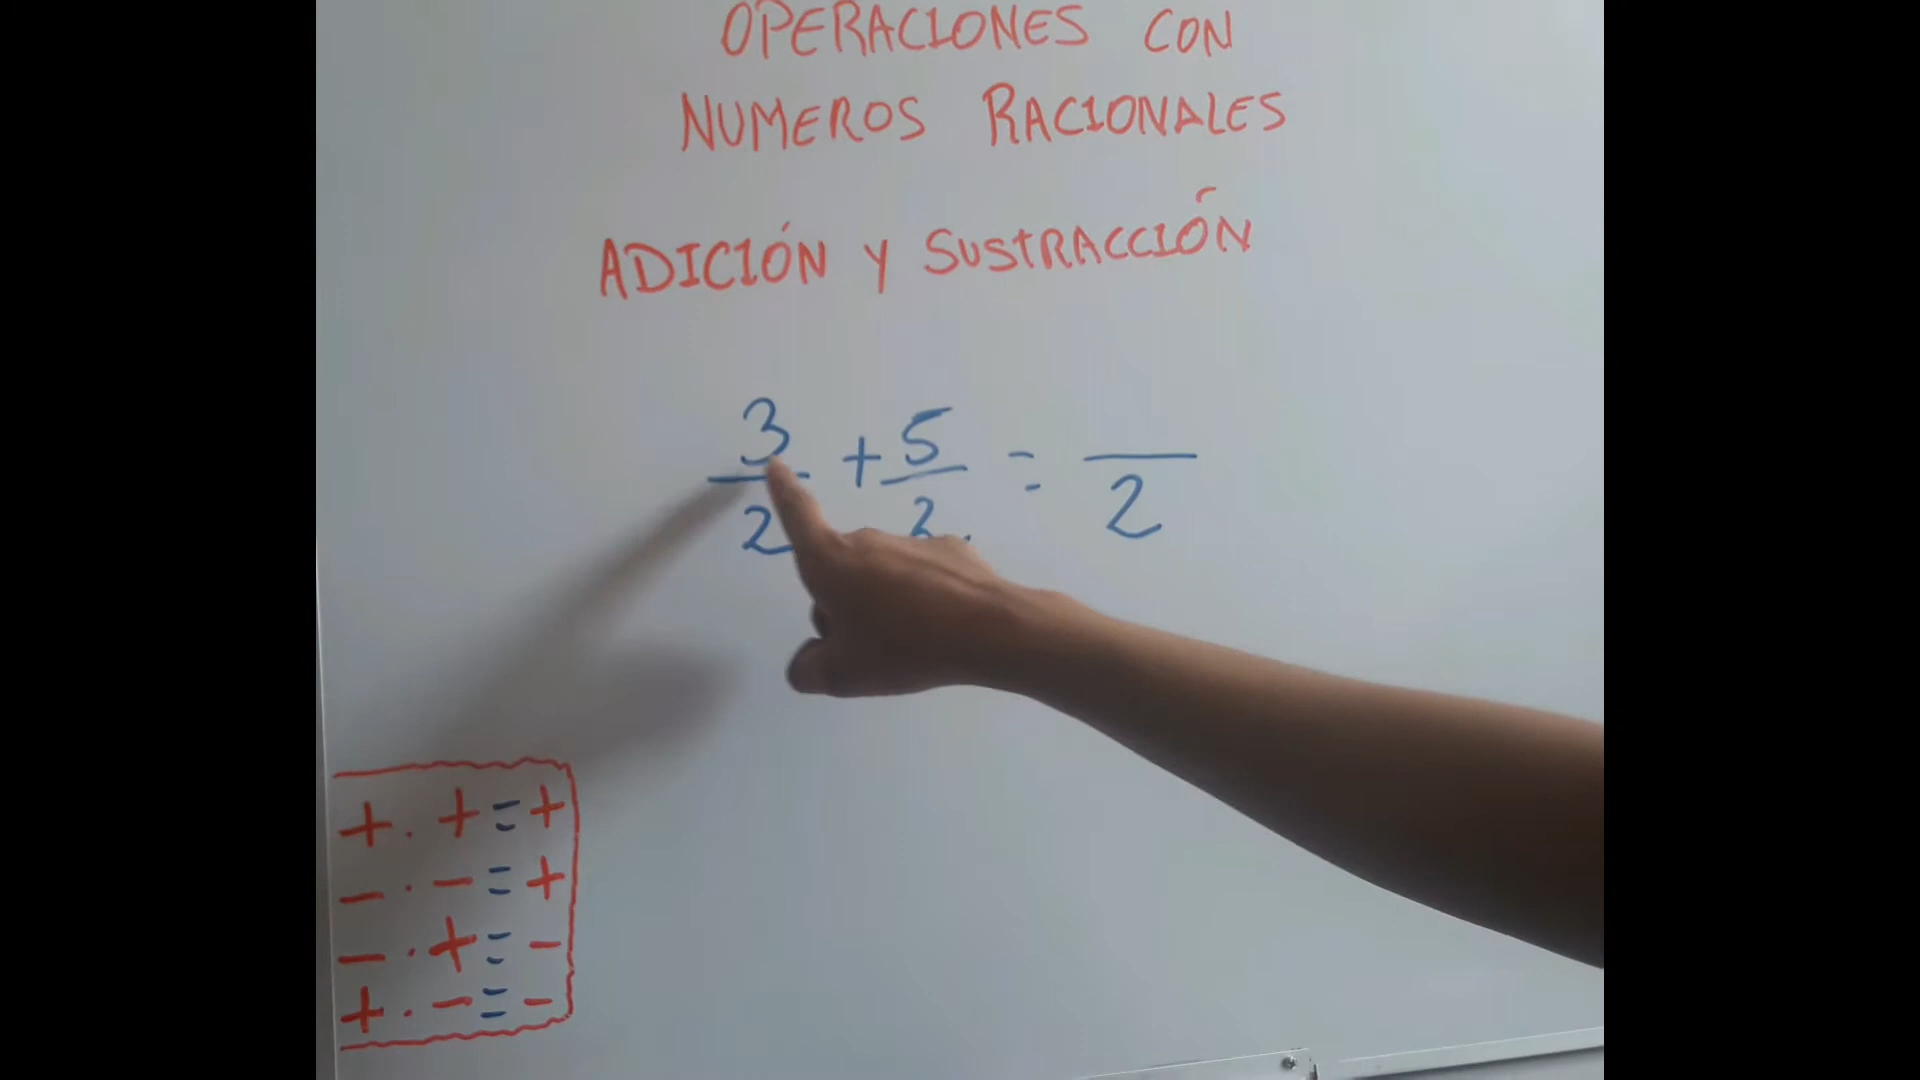 OPERACIONES CON
NUMEROS RACIONALES
ADICIÓN Y SUSTRACCIÓN
3/2 + 5/2 = /2
+ . + = +
- . - = +
- . + = -
+ . - = -